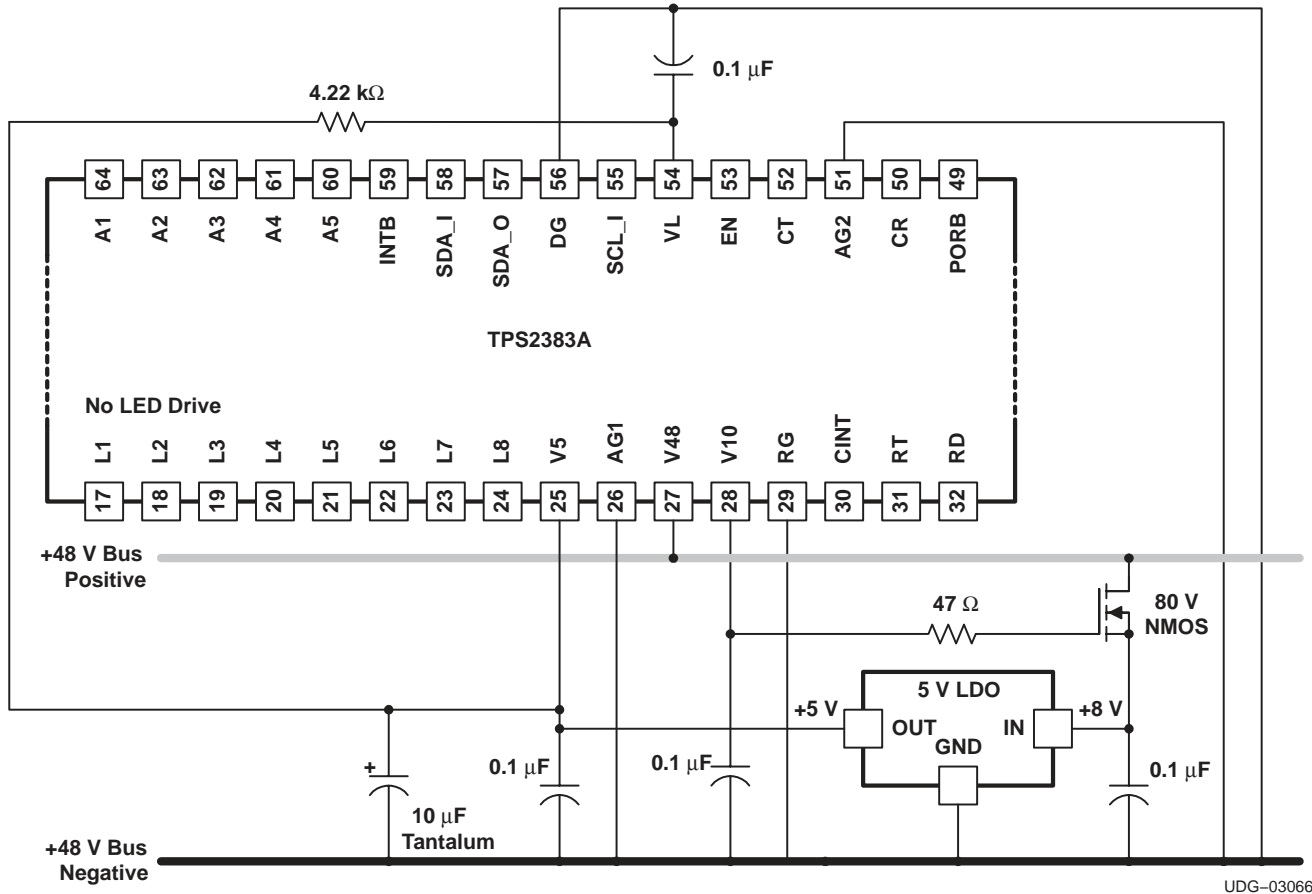 0.1 μF
4.22 kΩ
64 63 62 61 60 59 58 57 56 55 54 53 52 51 50 49
A1 A2 A3 A4 A5 INTB SDA_I SDA_O DG SCL_I VL EN CT AG2 CR PORB
TPS2383A
No LED Drive
L1 L2 L3 L4 L5 L6 L7 L8 V5 AG1 V48 V10 RG CINT RT RD
17 18 19 20 21 22 23 24 25 26 27 28 29 30 31 32
+48 V Bus
Positive
47 Ω
80 V
NMOS
5 V LDO
+5 V
+8 V
OUT
IN
GND
+
0.1 μF
0.1 μF
0.1 μF
10 μF
Tantalum
+48 V Bus
Negative
UDG–03066